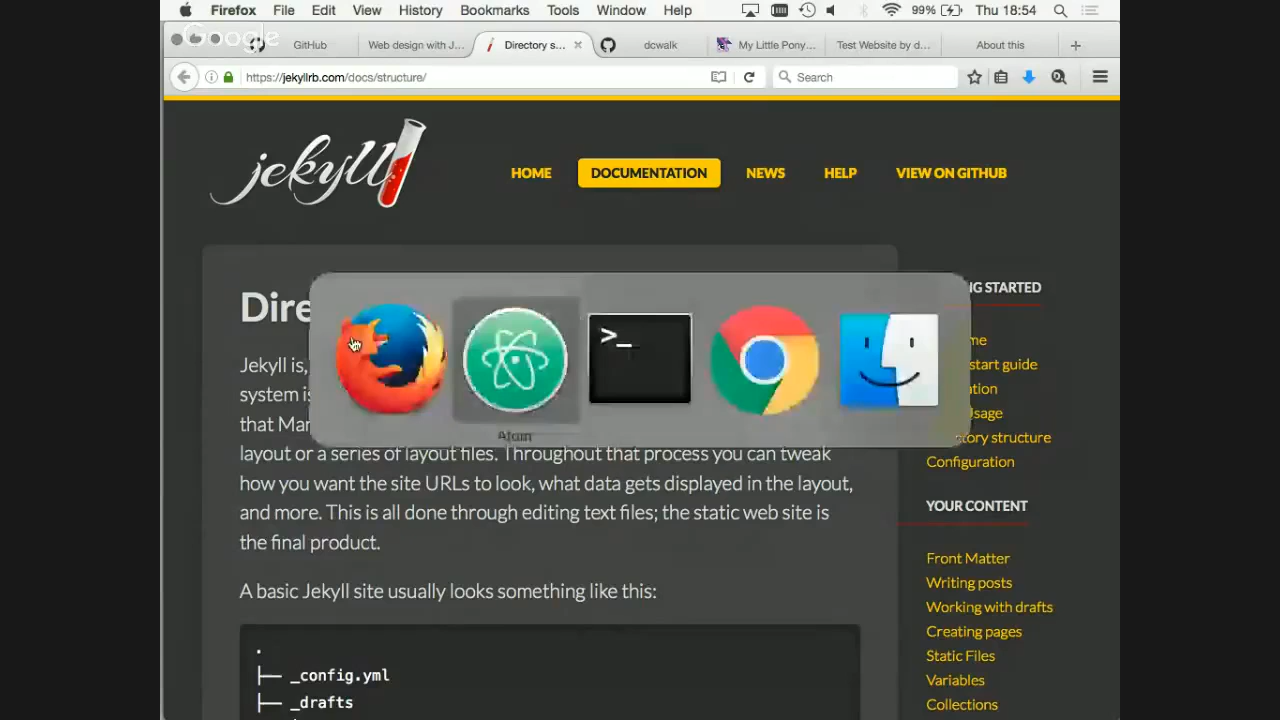 Firefox File Edit View History Bookmarks Tools Window Help 99% Thu 18:54
Google
GitHub Web design with J... Directory s... dcwalk My Little Pony... Test Website by d... About this
https://jekyllrb.com/docs/structure/ Search
jekyll
HOME DOCUMENTATION NEWS HELP VIEW ON GITHUB
Dire
Jekyll is,
system is
that Mar
layout or a series of layout files. Throughout that process you can tweak
how you want the site URLs to look, what data gets displayed in the layout,
and more. This is all done through editing text files; the static web site is
the final product.
A basic Jekyll site usually looks something like this:
.
├── _config.yml
├── _drafts
>_
Atom
NG STARTED
me
start guide
ation
Usage
ctory structure
Configuration
YOUR CONTENT
Front Matter
Writing posts
Working with drafts
Creating pages
Static Files
Variables
Collections